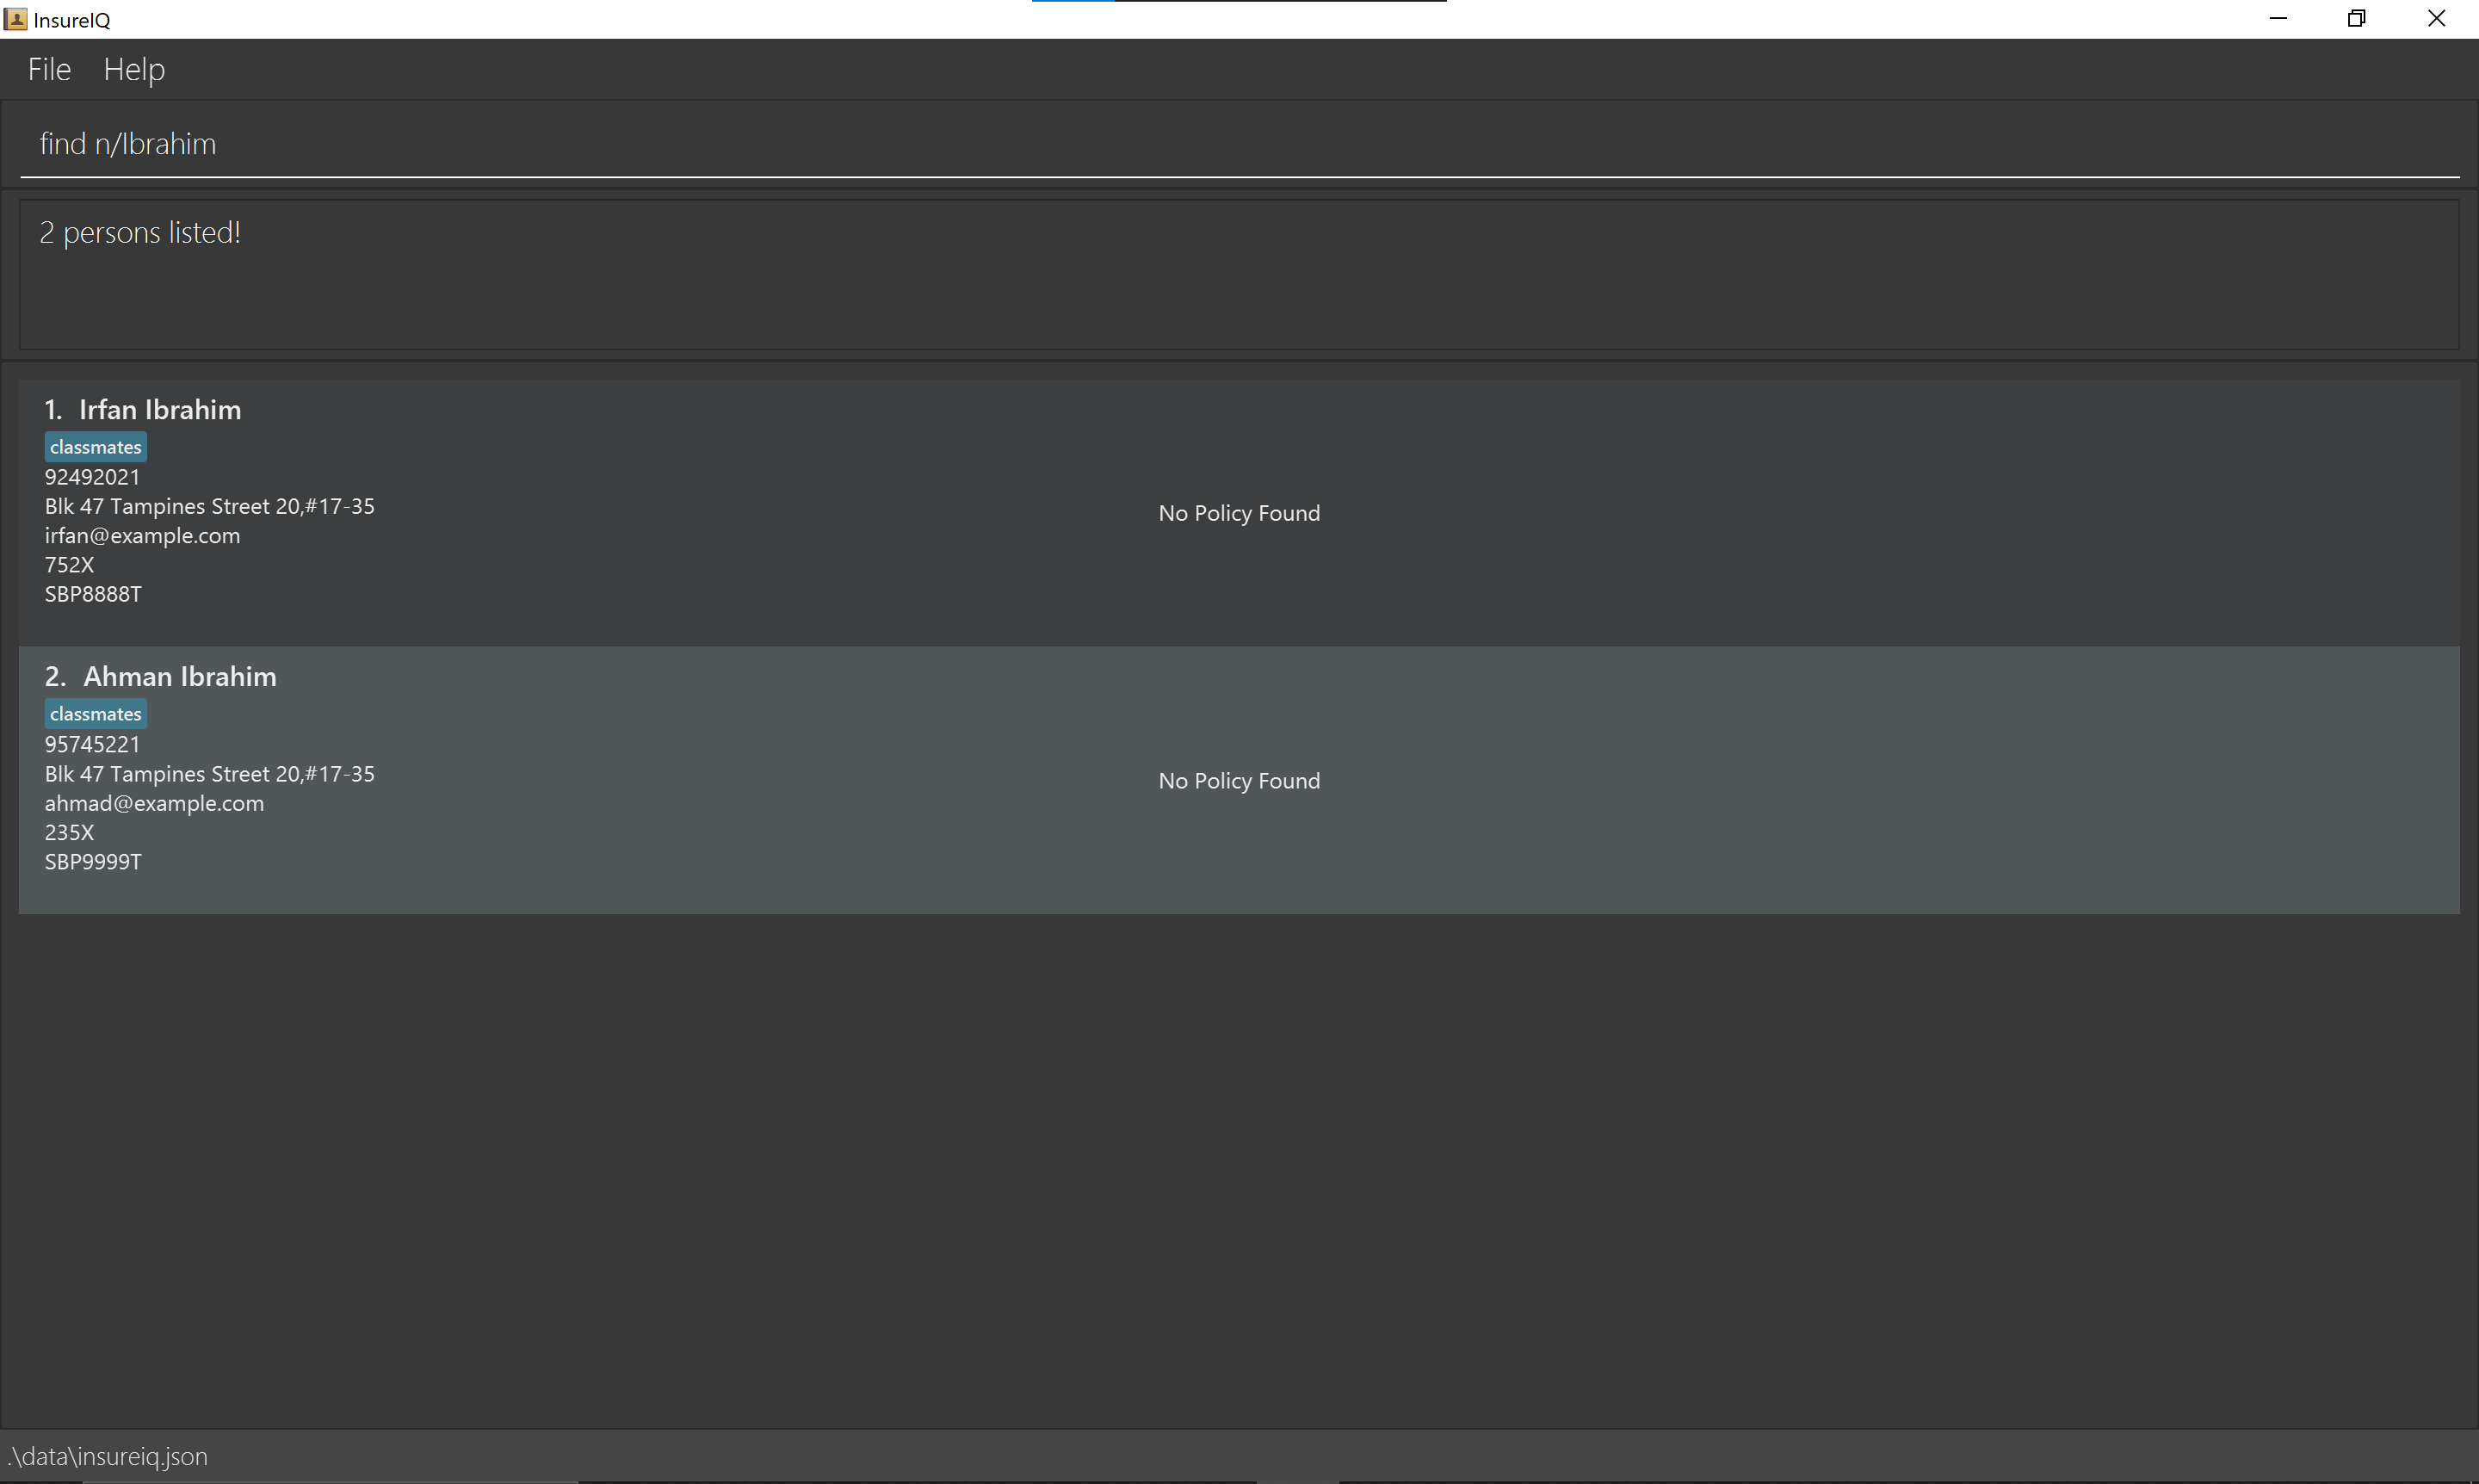 InsureIQ
File Help
find n/Ibrahim
2 persons listed!
1. Irfan Ibrahim
classmates
92492021
Blk 47 Tampines Street 20,#17-35
irfan@example.com
752X
SBP8888T
No Policy Found
2. Ahman Ibrahim
classmates
95745221
Blk 47 Tampines Street 20,#17-35
ahmad@example.com
235X
SBP9999T
No Policy Found
.\data\insureiq.json